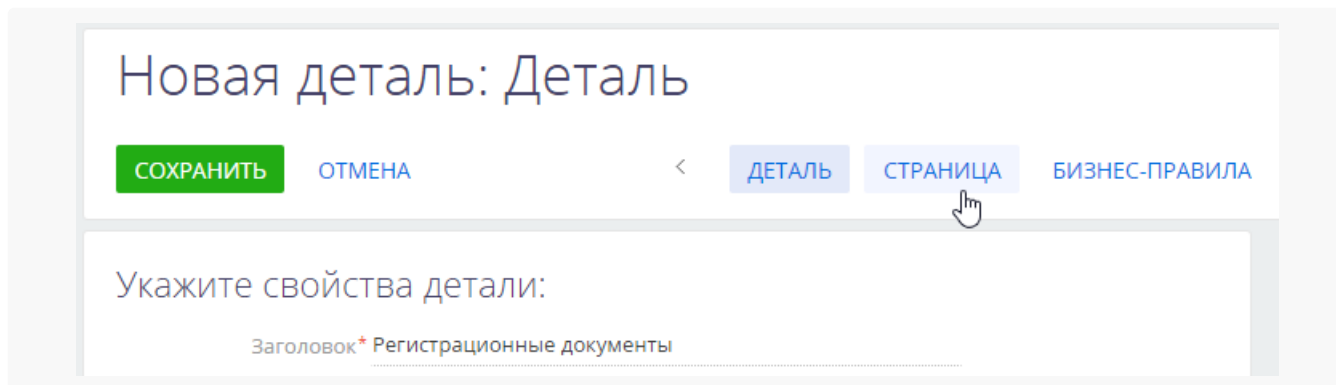 Новая деталь: Деталь
СОХРАНИТЬ ОТМЕНА < ДЕТАЛЬ СТРАНИЦА БИЗНЕС-ПРАВИЛА
Укажите свойства детали:
Заголовок* Регистрационные документы